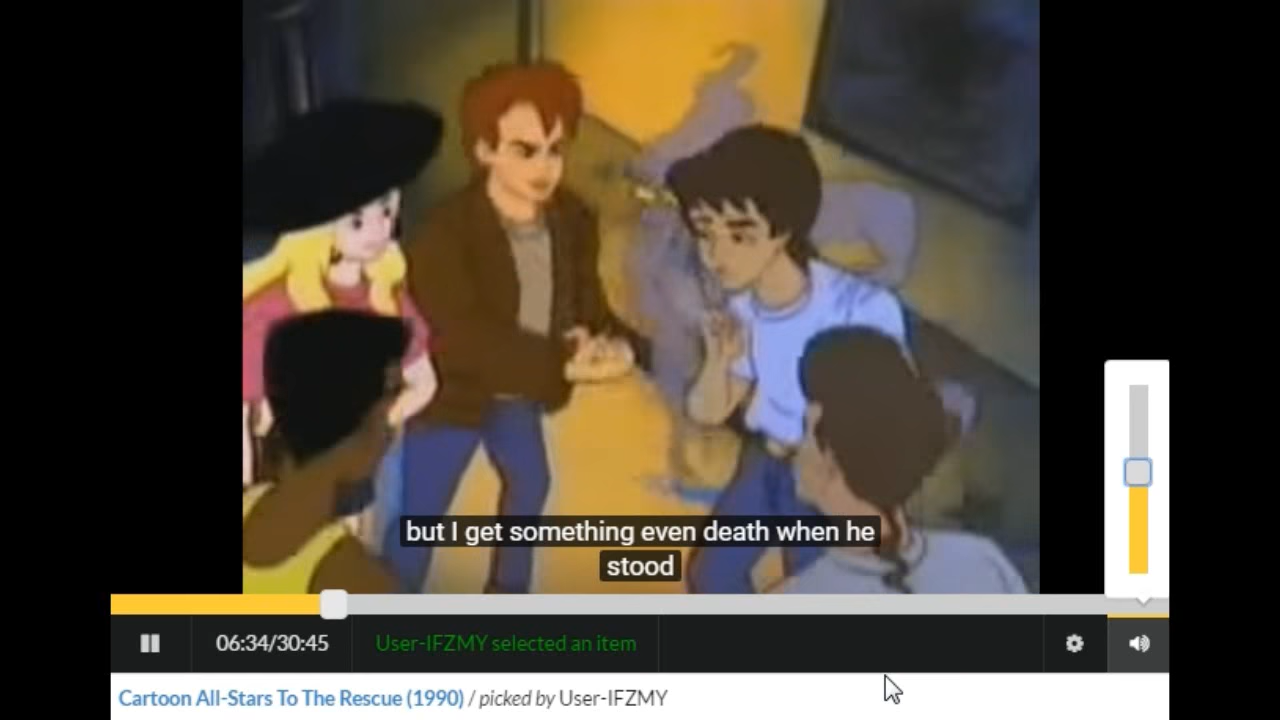 but I get something even death when he
stood
06:34/30:45
User-IFZMY selected an item
Cartoon All-Stars To The Rescue (1990) / picked by User-IFZMY